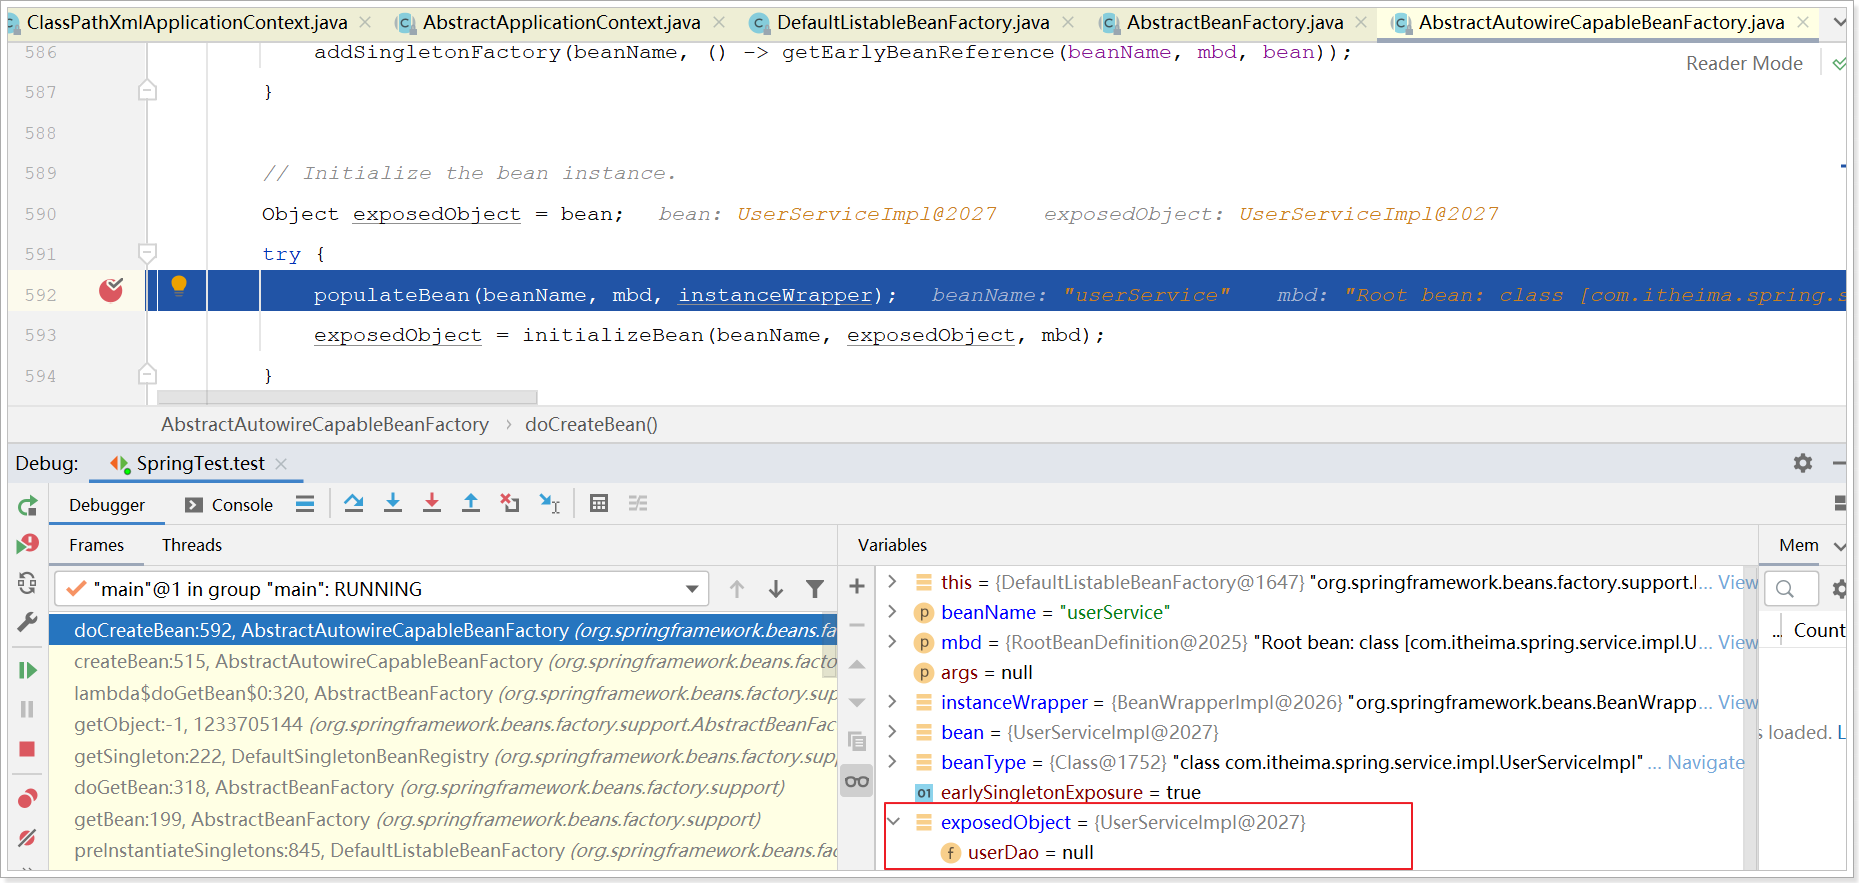 ClassPathXmlApplicationContext.java AbstractApplicationContext.java DefaultListableBeanFactory.java AbstractBeanFactory.java AbstractAutowireCapableBeanFactory.java
586 addSingletonFactory(beanName, () -> getEarlyBeanReference(beanName, mbd, bean));
Reader Mode
587 }
588
589 // Initialize the bean instance.
590 Object exposedObject = bean; bean: UserServiceImpl@2027 exposedObject: UserServiceImpl@2027
591 try {
592 populateBean(beanName, mbd, instanceWrapper); beanName: "userService" mbd: "Root bean: class [com.itheima.spring.s
593 exposedObject = initializeBean(beanName, exposedObject, mbd);
594 }
AbstractAutowireCapableBeanFactory › doCreateBean()
Debug: SpringTest.test
Debugger Console
Frames Threads
"main"@1 in group "main": RUNNING
doCreateBean:592, AbstractAutowireCapableBeanFactory (org.springframework.beans.fa
createBean:515, AbstractAutowireCapableBeanFactory (org.springframework.beans.facto
lambda$doGetBean$0:320, AbstractBeanFactory (org.springframework.beans.factory.sup
getObject:-1, 1233705144 (org.springframework.beans.factory.support.AbstractBeanFac
getSingleton:222, DefaultSingletonBeanRegistry (org.springframework.beans.factory.sup
doGetBean:318, AbstractBeanFactory (org.springframework.beans.factory.support)
getBean:199, AbstractBeanFactory (org.springframework.beans.factory.support)
preInstantiateSingletons:845, DefaultListableBeanFactory (org.springframework.beans.fac
Variables
this = {DefaultListableBeanFactory@1647} "org.springframework.beans.factory.support.l... View
p beanName = "userService"
p mbd = {RootBeanDefinition@2025} "Root bean: class [com.itheima.spring.service.impl.U... View
p args = null
instanceWrapper = {BeanWrapperImpl@2026} "org.springframework.beans.BeanWrapp... View
bean = {UserServiceImpl@2027}
beanType = {Class@1752} "class com.itheima.spring.service.impl.UserServiceImpl" ... Navigate
01 earlySingletonExposure = true
exposedObject = {UserServiceImpl@2027}
f userDao = null
Mem
... Count
s loaded. L